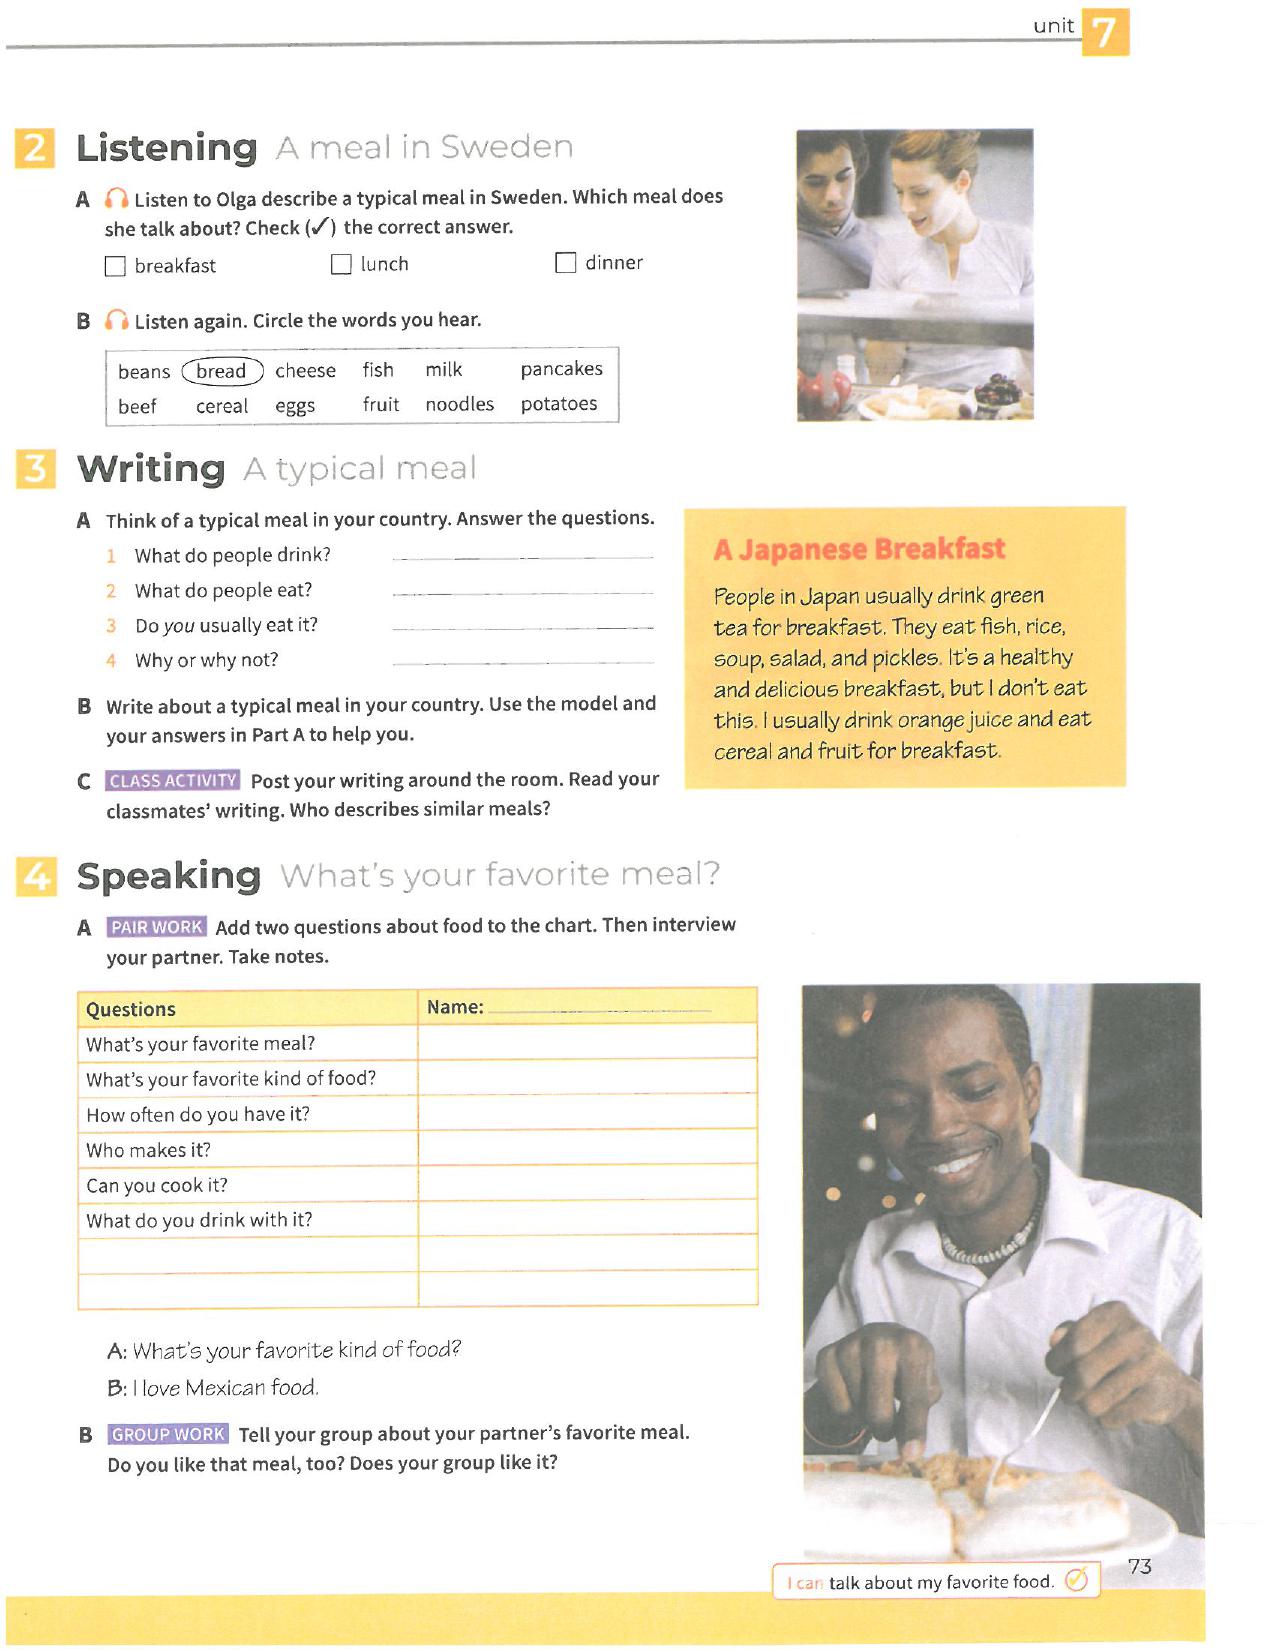 unit 7
2 Listening A meal in Sweden
A Listen to Olga describe a typical meal in Sweden. Which meal does
she talk about? Check (✓) the correct answer.
breakfast lunch dinner
B Listen again. Circle the words you hear.
beans bread cheese fish milk pancakes
beef cereal eggs fruit noodles potatoes
3 Writing A typical meal
A Think of a typical meal in your country. Answer the questions.
1 What do people drink?
2 What do people eat?
3 Do you usually eat it?
4 Why or why not?
B Write about a typical meal in your country. Use the model and
your answers in Part A to help you.
C CLASS ACTIVITY Post your writing around the room. Read your
classmates' writing. Who describes similar meals?
A Japanese Breakfast
People in Japan usually drink green
tea for breakfast. They eat fish, rice,
soup, salad, and pickles. It's a healthy
and delicious breakfast, but I don't eat
this. I usually drink orange juice and eat
cereal and fruit for breakfast.
4 Speaking What's your favorite meal?
A PAIR WORK Add two questions about food to the chart. Then interview
your partner. Take notes.
Questions Name:
What's your favorite meal?
What's your favorite kind of food?
How often do you have it?
Who makes it?
Can you cook it?
What do you drink with it?
A: What's your favorite kind of food?
B: I love Mexican food.
B GROUP WORK Tell your group about your partner's favorite meal.
Do you like that meal, too? Does your group like it?
I can talk about my favorite food.
73